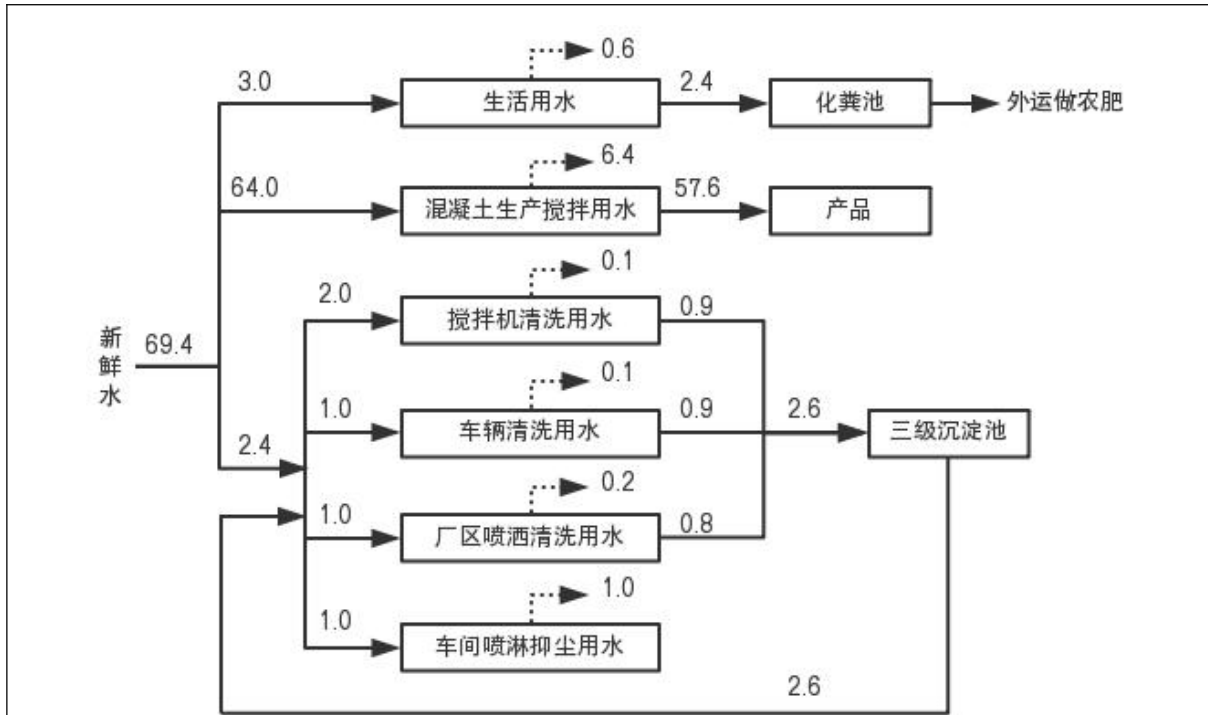 0.6
3.0
生活用水
2.4
化粪池
外运做农肥
6.4
64.0
混凝土生产搅拌用水
57.6
产品
0.1
2.0
搅拌机清洗用水
0.9
新鲜水
69.4
0.1
1.0
车辆清洗用水
0.9
2.6
三级沉淀池
2.4
0.2
1.0
厂区喷洒清洗用水
0.8
1.0
1.0
车间喷淋抑尘用水
2.6